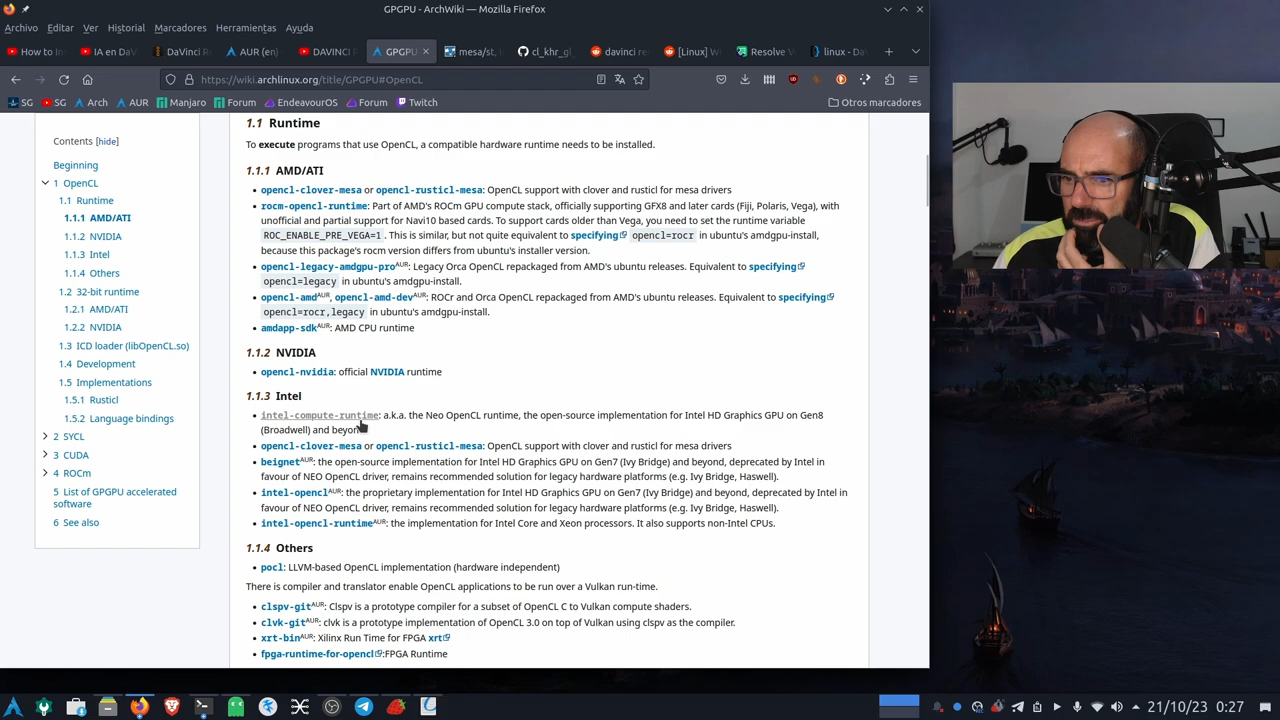 GPGPU - ArchWiki — Mozilla Firefox
Archivo Editar Ver Historial Marcadores Herramientas Ayuda
How to In
IA en DaV
DaVinci R
AUR (en)
DAVINCI R
GPGPU
mesa/st,
cl_khr_gl
davinci re
[Linux] W
Resolve V
linux - Da
https://wiki.archlinux.org/title/GPGPU#OpenCL
SG SG Arch AUR Manjaro Forum EndeavourOS Forum Twitch Otros marcadores
Contents [hide]
Beginning
1 OpenCL
1.1 Runtime
1.1.1 AMD/ATI
1.1.2 NVIDIA
1.1.3 Intel
1.1.4 Others
1.2 32-bit runtime
1.2.1 AMD/ATI
1.2.2 NVIDIA
1.3 ICD loader (libOpenCL.so)
1.4 Development
1.5 Implementations
1.5.1 Rusticl
1.5.2 Language bindings
2 SYCL
3 CUDA
4 ROCm
5 List of GPGPU accelerated
software
6 See also
1.1 Runtime
To execute programs that use OpenCL, a compatible hardware runtime needs to be installed.
1.1.1 AMD/ATI
• opencl-clover-mesa or opencl-rusticl-mesa: OpenCL support with clover and rusticl for mesa drivers
• rocm-opencl-runtime: Part of AMD's ROCm GPU compute stack, officially supporting GFX8 and later cards (Fiji, Polaris, Vega), with
unofficial and partial support for Navi10 based cards. To support cards older than Vega, you need to set the runtime variable
ROC_ENABLE_PRE_VEGA=1. This is similar, but not quite equivalent to specifying opencl=rocr in ubuntu's amdgpu-install,
because this package's rocm version differs from ubuntu's installer version.
• opencl-legacy-amdgpu-proAUR: Legacy Orca OpenCL repackaged from AMD's ubuntu releases. Equivalent to specifying
opencl=legacy in ubuntu's amdgpu-install.
• opencl-amdAUR, opencl-amd-devAUR: ROCr and Orca OpenCL repackaged from AMD's ubuntu releases. Equivalent to specifying
opencl=rocr,legacy in ubuntu's amdgpu-install.
• amdapp-sdkAUR: AMD CPU runtime
1.1.2 NVIDIA
• opencl-nvidia: official NVIDIA runtime
1.1.3 Intel
• intel-compute-runtime: a.k.a. the Neo OpenCL runtime, the open-source implementation for Intel HD Graphics GPU on Gen8
(Broadwell) and beyon
• opencl-clover-mesa or opencl-rusticl-mesa: OpenCL support with clover and rusticl for mesa drivers
• beignetAUR: the open-source implementation for Intel HD Graphics GPU on Gen7 (Ivy Bridge) and beyond, deprecated by Intel in
favour of NEO OpenCL driver, remains recommended solution for legacy hardware platforms (e.g. Ivy Bridge, Haswell).
• intel-openclAUR: the proprietary implementation for Intel HD Graphics GPU on Gen7 (Ivy Bridge) and beyond, deprecated by Intel in
favour of NEO OpenCL driver, remains recommended solution for legacy hardware platforms (e.g. Ivy Bridge, Haswell).
• intel-opencl-runtimeAUR: the implementation for Intel Core and Xeon processors. It also supports non-Intel CPUs.
1.1.4 Others
• pocl: LLVM-based OpenCL implementation (hardware independent)
There is compiler and translator enable OpenCL applications to be run over a Vulkan run-time.
• clspv-gitAUR: Clspv is a prototype compiler for a subset of OpenCL C to Vulkan compute shaders.
• clvk-gitAUR: clvk is a prototype implementation of OpenCL 3.0 on top of Vulkan using clspv as the compiler.
• xrt-binAUR: Xilinx Run Time for FPGA xrt
• fpga-runtime-for-opencl:FPGA Runtime
21/10/23 0:27